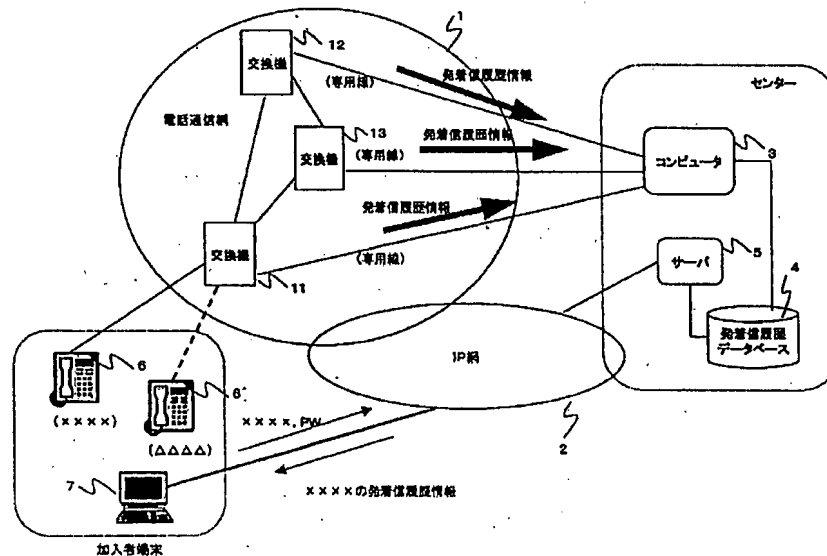 1
12
交換機
(専用線)
発着信履歴情報
センター
電話通信網
13
交換機
(専用線)
発着信履歴情報
コンピュータ
3
発着信履歴情報
交換機
(専用線)
11
サーバ
5
4
発着信履歴
データベース
IP網
2
6
(××××)
6'
(△△△△)
××××, PW
7
××××の発着信履歴情報
加入者端末